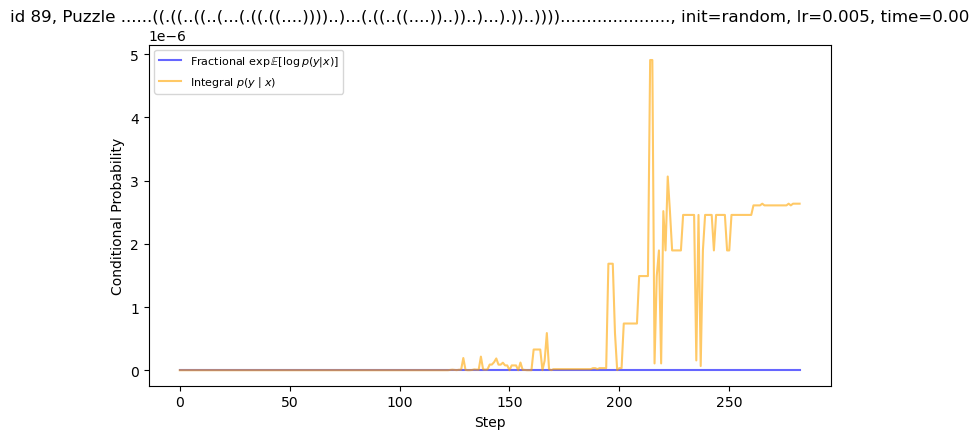 id 89, Puzzle ......((.((..((..(...(.((.((....))))..)...(.((..((....))..))..)...).))..))))......................, init=random, lr=0.005, time=0.00
1e−6
Fractional exp𝔼[log p(y|x)]
Integral p(y | x)
5
4
3
2
1
0
Conditional Probability
0 50 100 150 200 250
Step